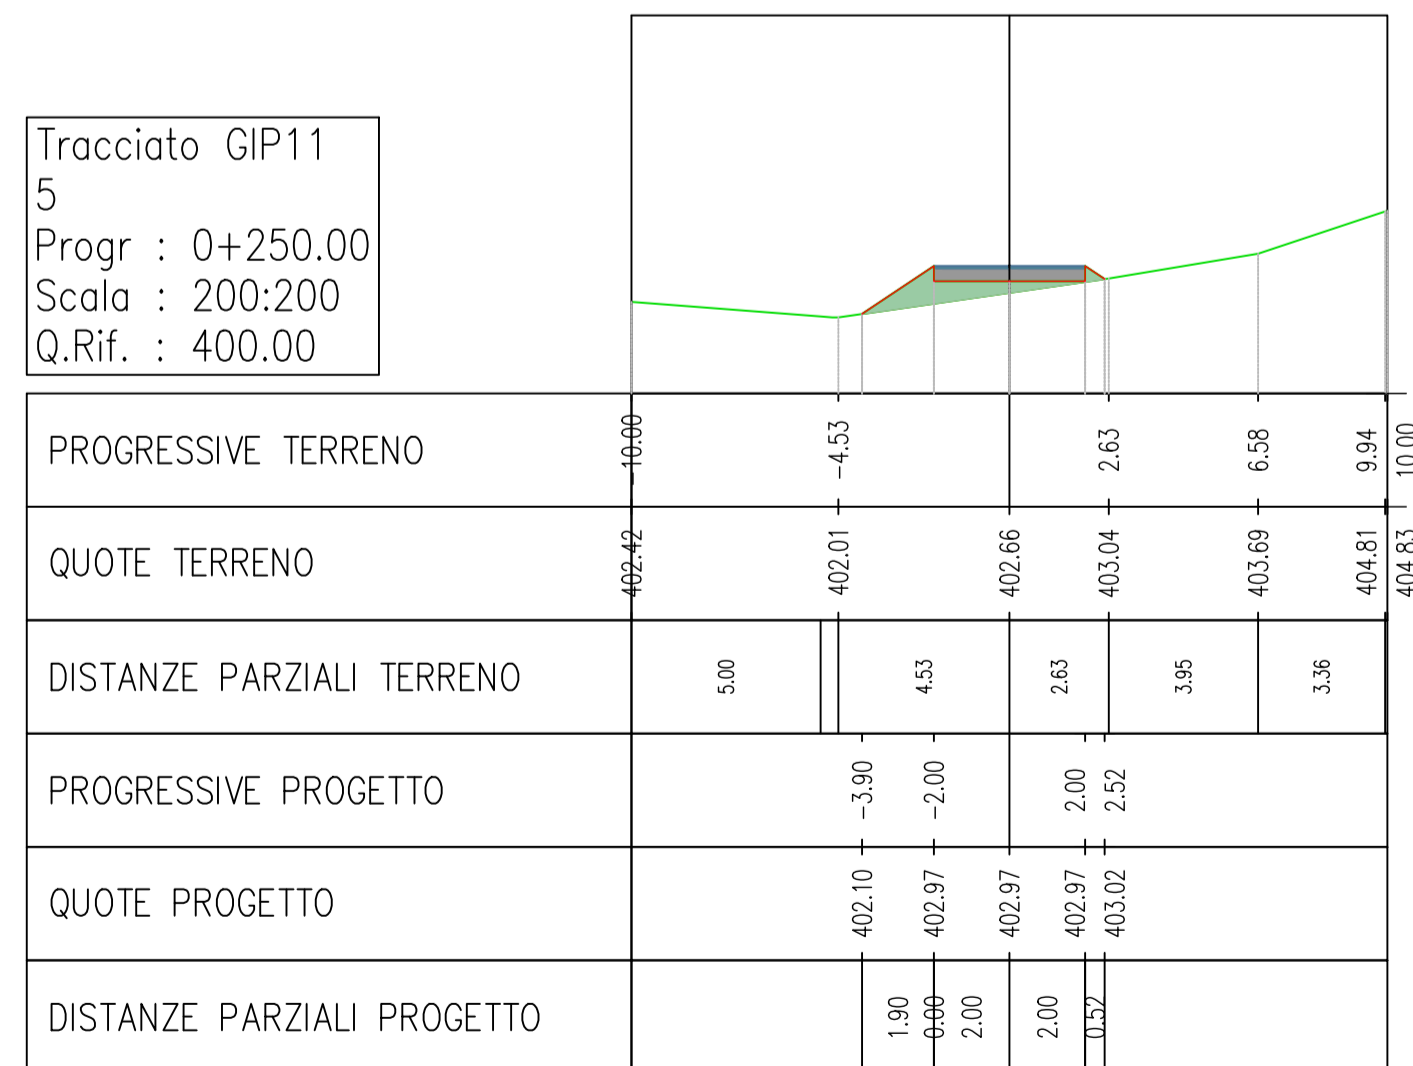 Tracciato GIP11
5
Progr : 0+250.00
Scala : 200:200
Q.Rif. : 400.00
PROGRESSIVE TERRENO -10.00 -4.53 2.63 6.58 9.94 10.00
QUOTE TERRENO 402.42 402.01 402.66 403.04 403.69 404.81 404.83
DISTANZE PARZIALI TERRENO 5.00 4.53 2.63 3.95 3.36
PROGRESSIVE PROGETTO -3.90 -2.00 2.00 2.52
QUOTE PROGETTO 402.10 402.97 402.97 402.97 403.02
DISTANZE PARZIALI PROGETTO 1.90 0.00 2.00 2.00 0.52